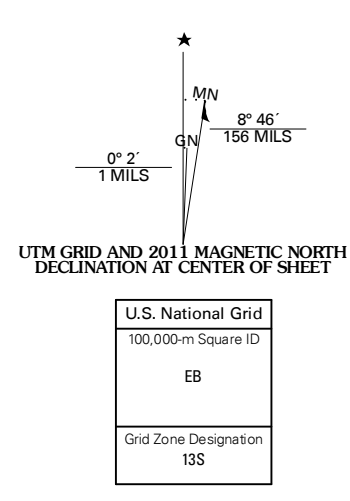 MN
8° 46´
156 MILS
GN
0° 2´
1 MILS
UTM GRID AND 2011 MAGNETIC NORTH
DECLINATION AT CENTER OF SHEET
U.S. National Grid
100,000-m Square ID
EB
Grid Zone Designation
13S